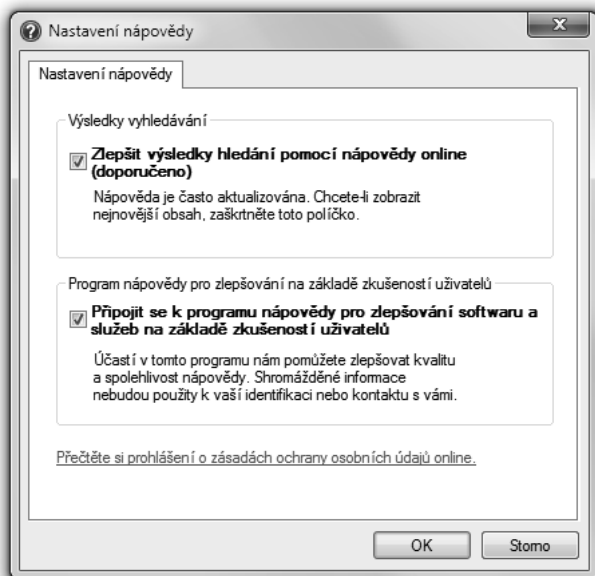 Nastavení nápovědy
Nastavení nápovědy
Výsledky vyhledávání
Zlepšit výsledky hledání pomocí nápovědy online
(doporučeno)
Nápověda je často aktualizována. Chcete-li zobrazit
nejnovější obsah, zaškrtněte toto políčko.
Program nápovědy pro zlepšování na základě zkušeností uživatelů
Připojit se k programu nápovědy pro zlepšování softwaru a
služeb na základě zkušeností uživatelů
Účastí v tomto programu nám pomůžete zlepšovat kvalitu
a spolehlivost nápovědy. Shromážděné informace
nebudou použity k vaší identifikaci nebo kontaktu s vámi.
Přečtěte si prohlášení o zásadách ochrany osobních údajů online.
OK Storno